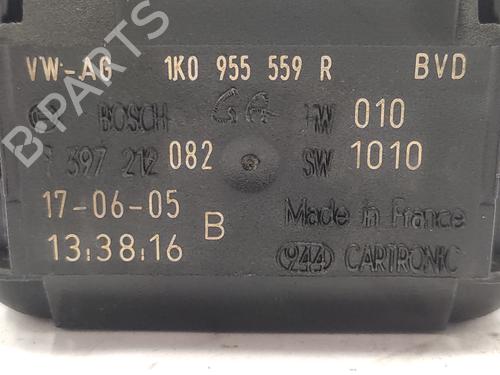 VW-AG 1K0 955 559 R BVD
BOSCH HW 010
1 397 212 082 SW 1010
17-06-05 B Made in France
13:38:16 CARTRONIC
B-PARTS